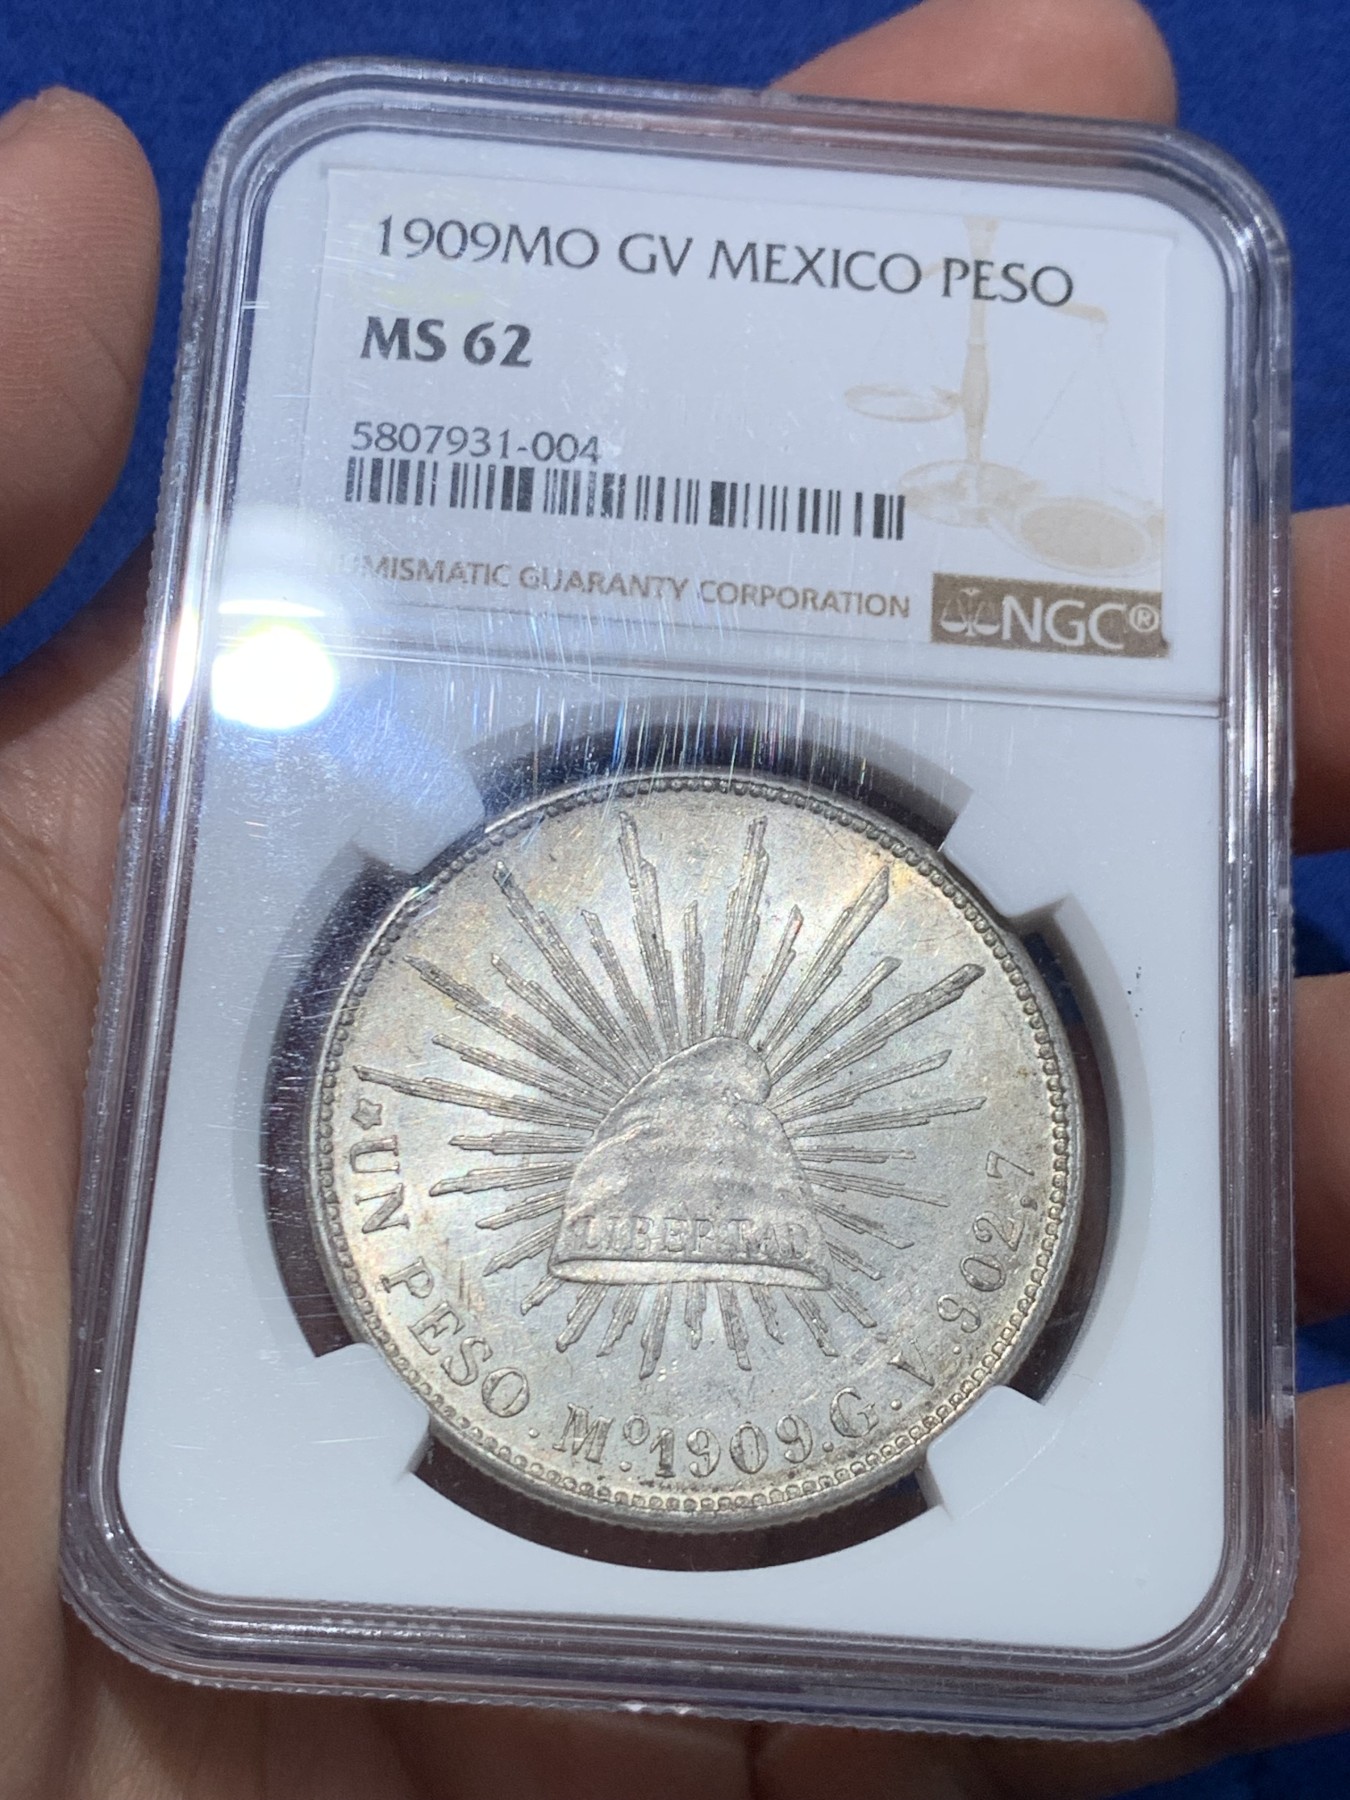 1909MO GV MEXICO PESO
MS 62
5807931-004
UMISMATIC GUARANTY CORPORATION
NGC®
LIBERTAD
UN PESO . Mº. 1909. G. V. 902,7